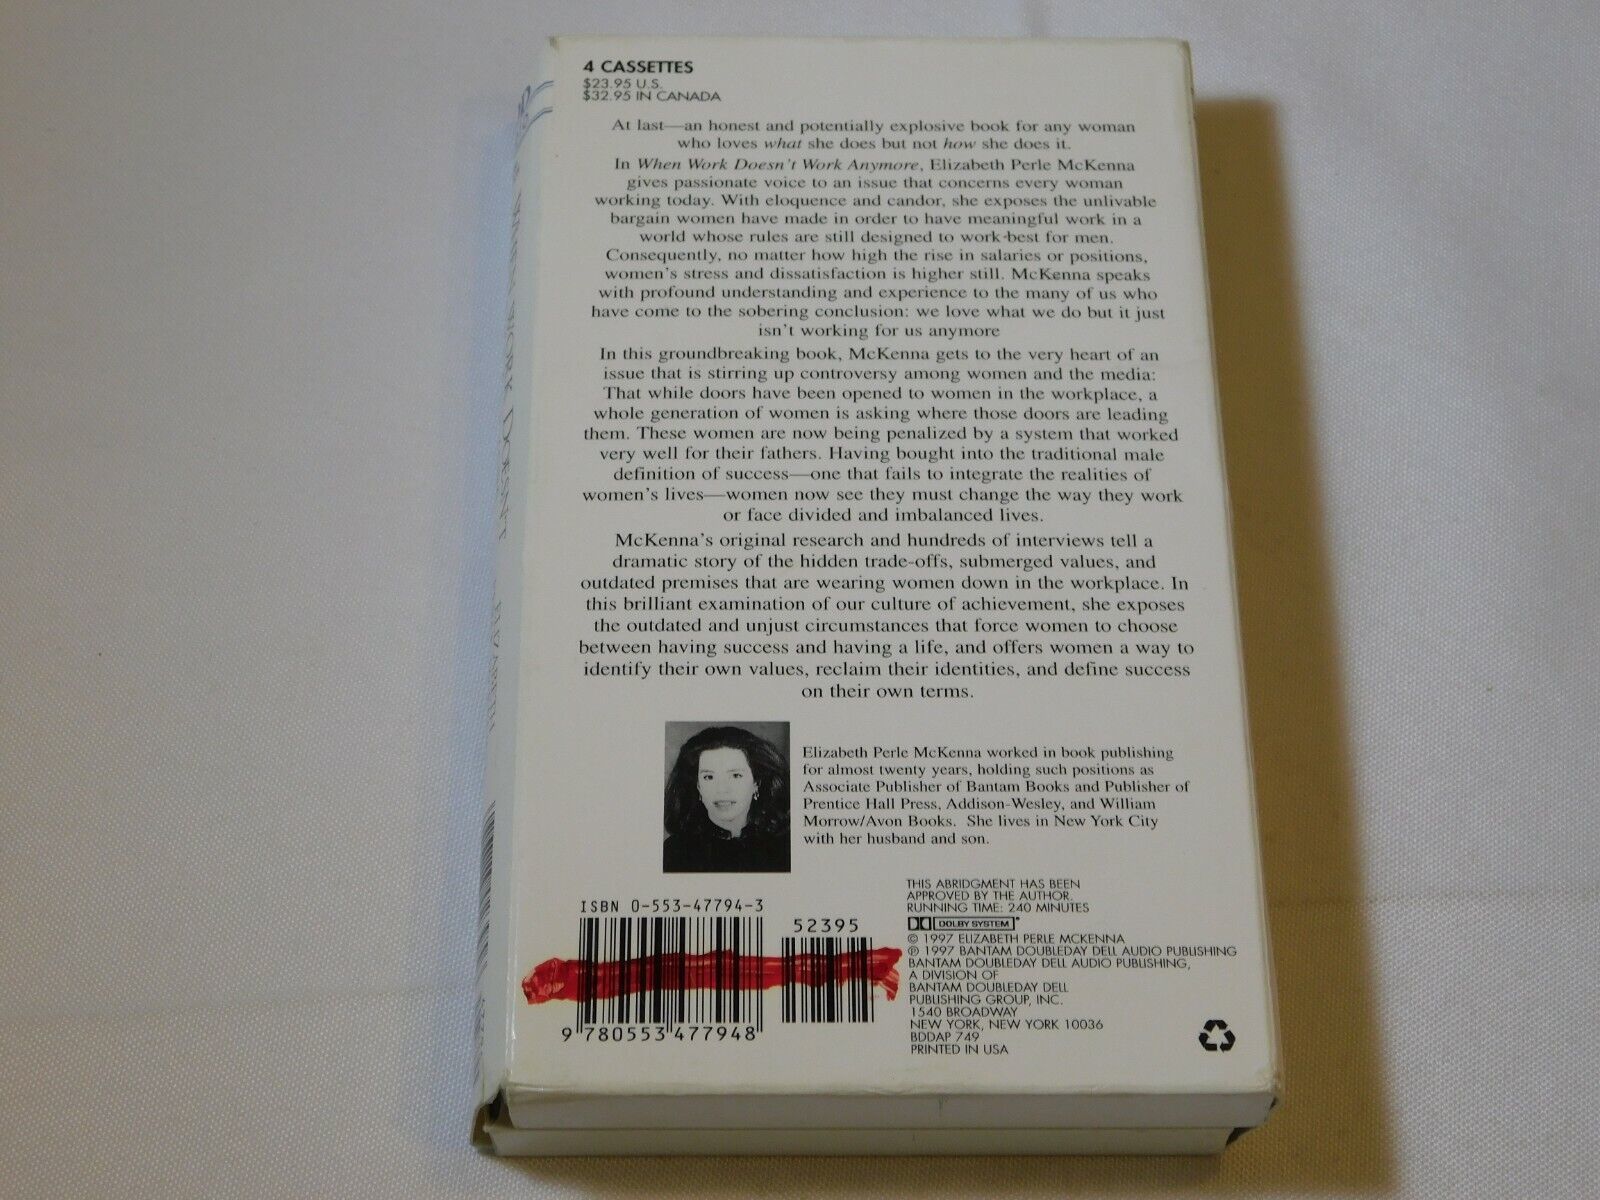 4 CASSETTES
$23.95 U.S.
$32.95 IN CANADA
At last—an honest and potentially explosive book for any woman
who loves what she does but not how she does it.
In When Work Doesn't Work Anymore, Elizabeth Perle McKenna
gives passionate voice to an issue that concerns every woman
working today. With eloquence and candor, she exposes the unlivable
bargain women have made in order to have meaningful work in a
world whose rules are still designed to work best for men.
Consequently, no matter how high the rise in salaries or positions,
women's stress and dissatisfaction is higher still. McKenna speaks
with profound understanding and experience to the many of us who
have come to the sobering conclusion: we love what we do but it just
isn't working for us anymore
In this groundbreaking book, McKenna gets to the very heart of an
issue that is stirring up controversy among women and the media:
That while doors have been opened to women in the workplace, a
whole generation of women is asking where those doors are leading
them. These women are now being penalized by a system that worked
very well for their fathers. Having bought into the traditional male
definition of success—one that fails to integrate the realities of
women's lives—women now see they must change the way they work
or face divided and imbalanced lives.
McKenna's original research and hundreds of interviews tell a
dramatic story of the hidden trade-offs, submerged values, and
outdated premises that are wearing women down in the workplace. In
this brilliant examination of our culture of achievement, she exposes
the outdated and unjust circumstances that force women to choose
between having success and having a life, and offers women a way to
identify their own values, reclaim their identities, and define success
on their own terms.
Elizabeth Perle McKenna worked in book publishing
for almost twenty years, holding such positions as
Associate Publisher of Bantam Books and Publisher of
Prentice Hall Press, Addison-Wesley, and William
Morrow/Avon Books. She lives in New York City
with her husband and son.
ISBN 0-553-47794-3
52395
9 780553 477948
THIS ABRIDGMENT HAS BEEN
APPROVED BY THE AUTHOR.
RUNNING TIME: 240 MINUTES
DOLBY SYSTEM
© 1997 ELIZABETH PERLE MCKENNA
℗ 1997 BANTAM DOUBLEDAY DELL AUDIO PUBLISHING
BANTAM DOUBLEDAY DELL AUDIO PUBLISHING,
A DIVISION OF
BANTAM DOUBLEDAY DELL
PUBLISHING GROUP, INC.
1540 BROADWAY
NEW YORK, NEW YORK 10036
BDDAP 749
PRINTED IN USA